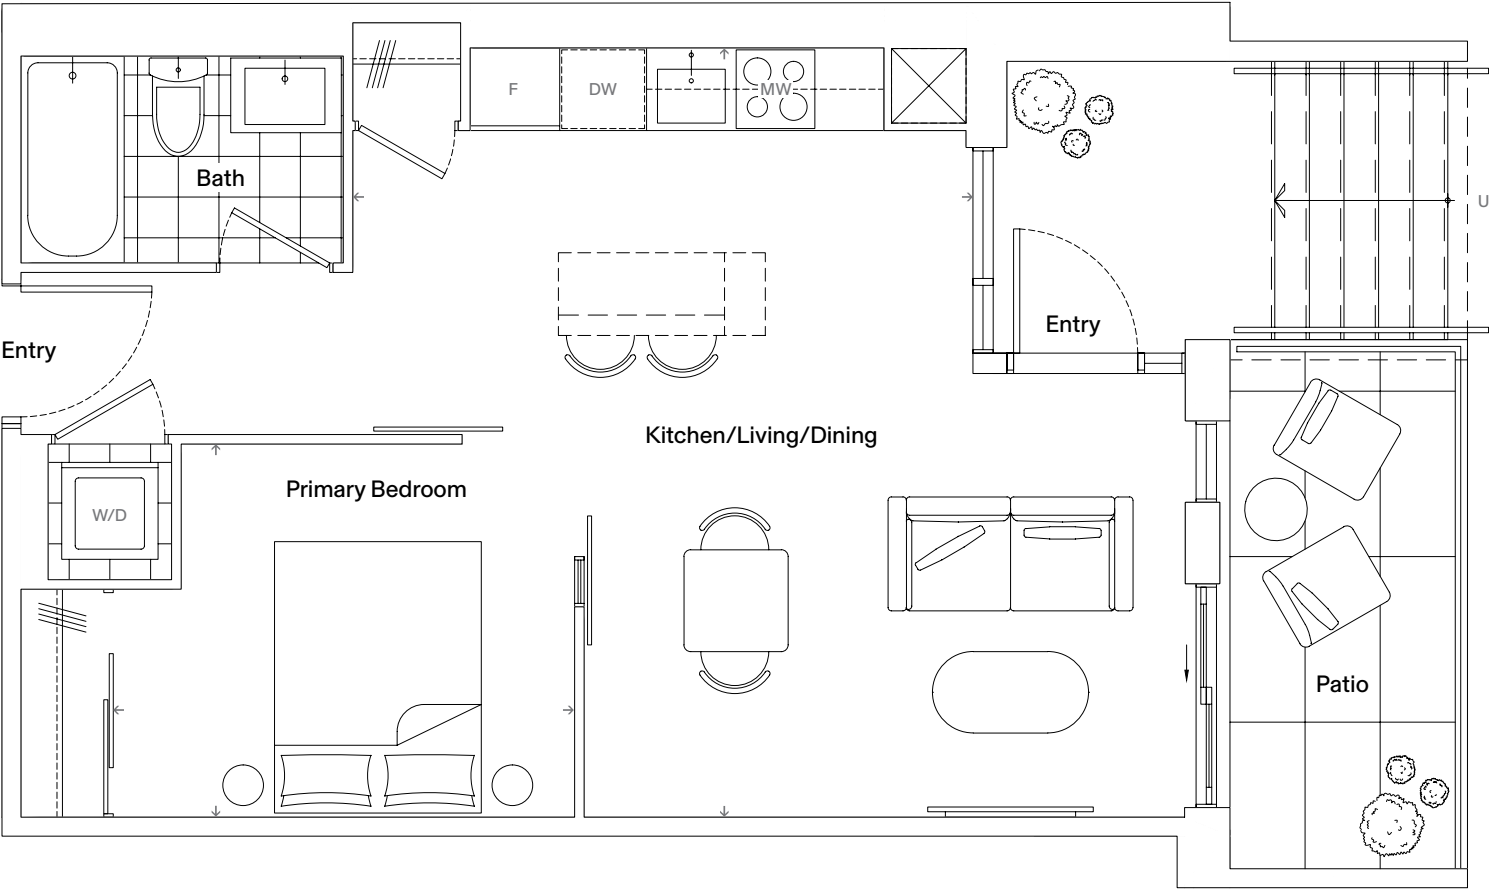 F
DW
MW
Bath
U
Entry
Entry
Kitchen/Living/Dining
Primary Bedroom
W/D
Patio